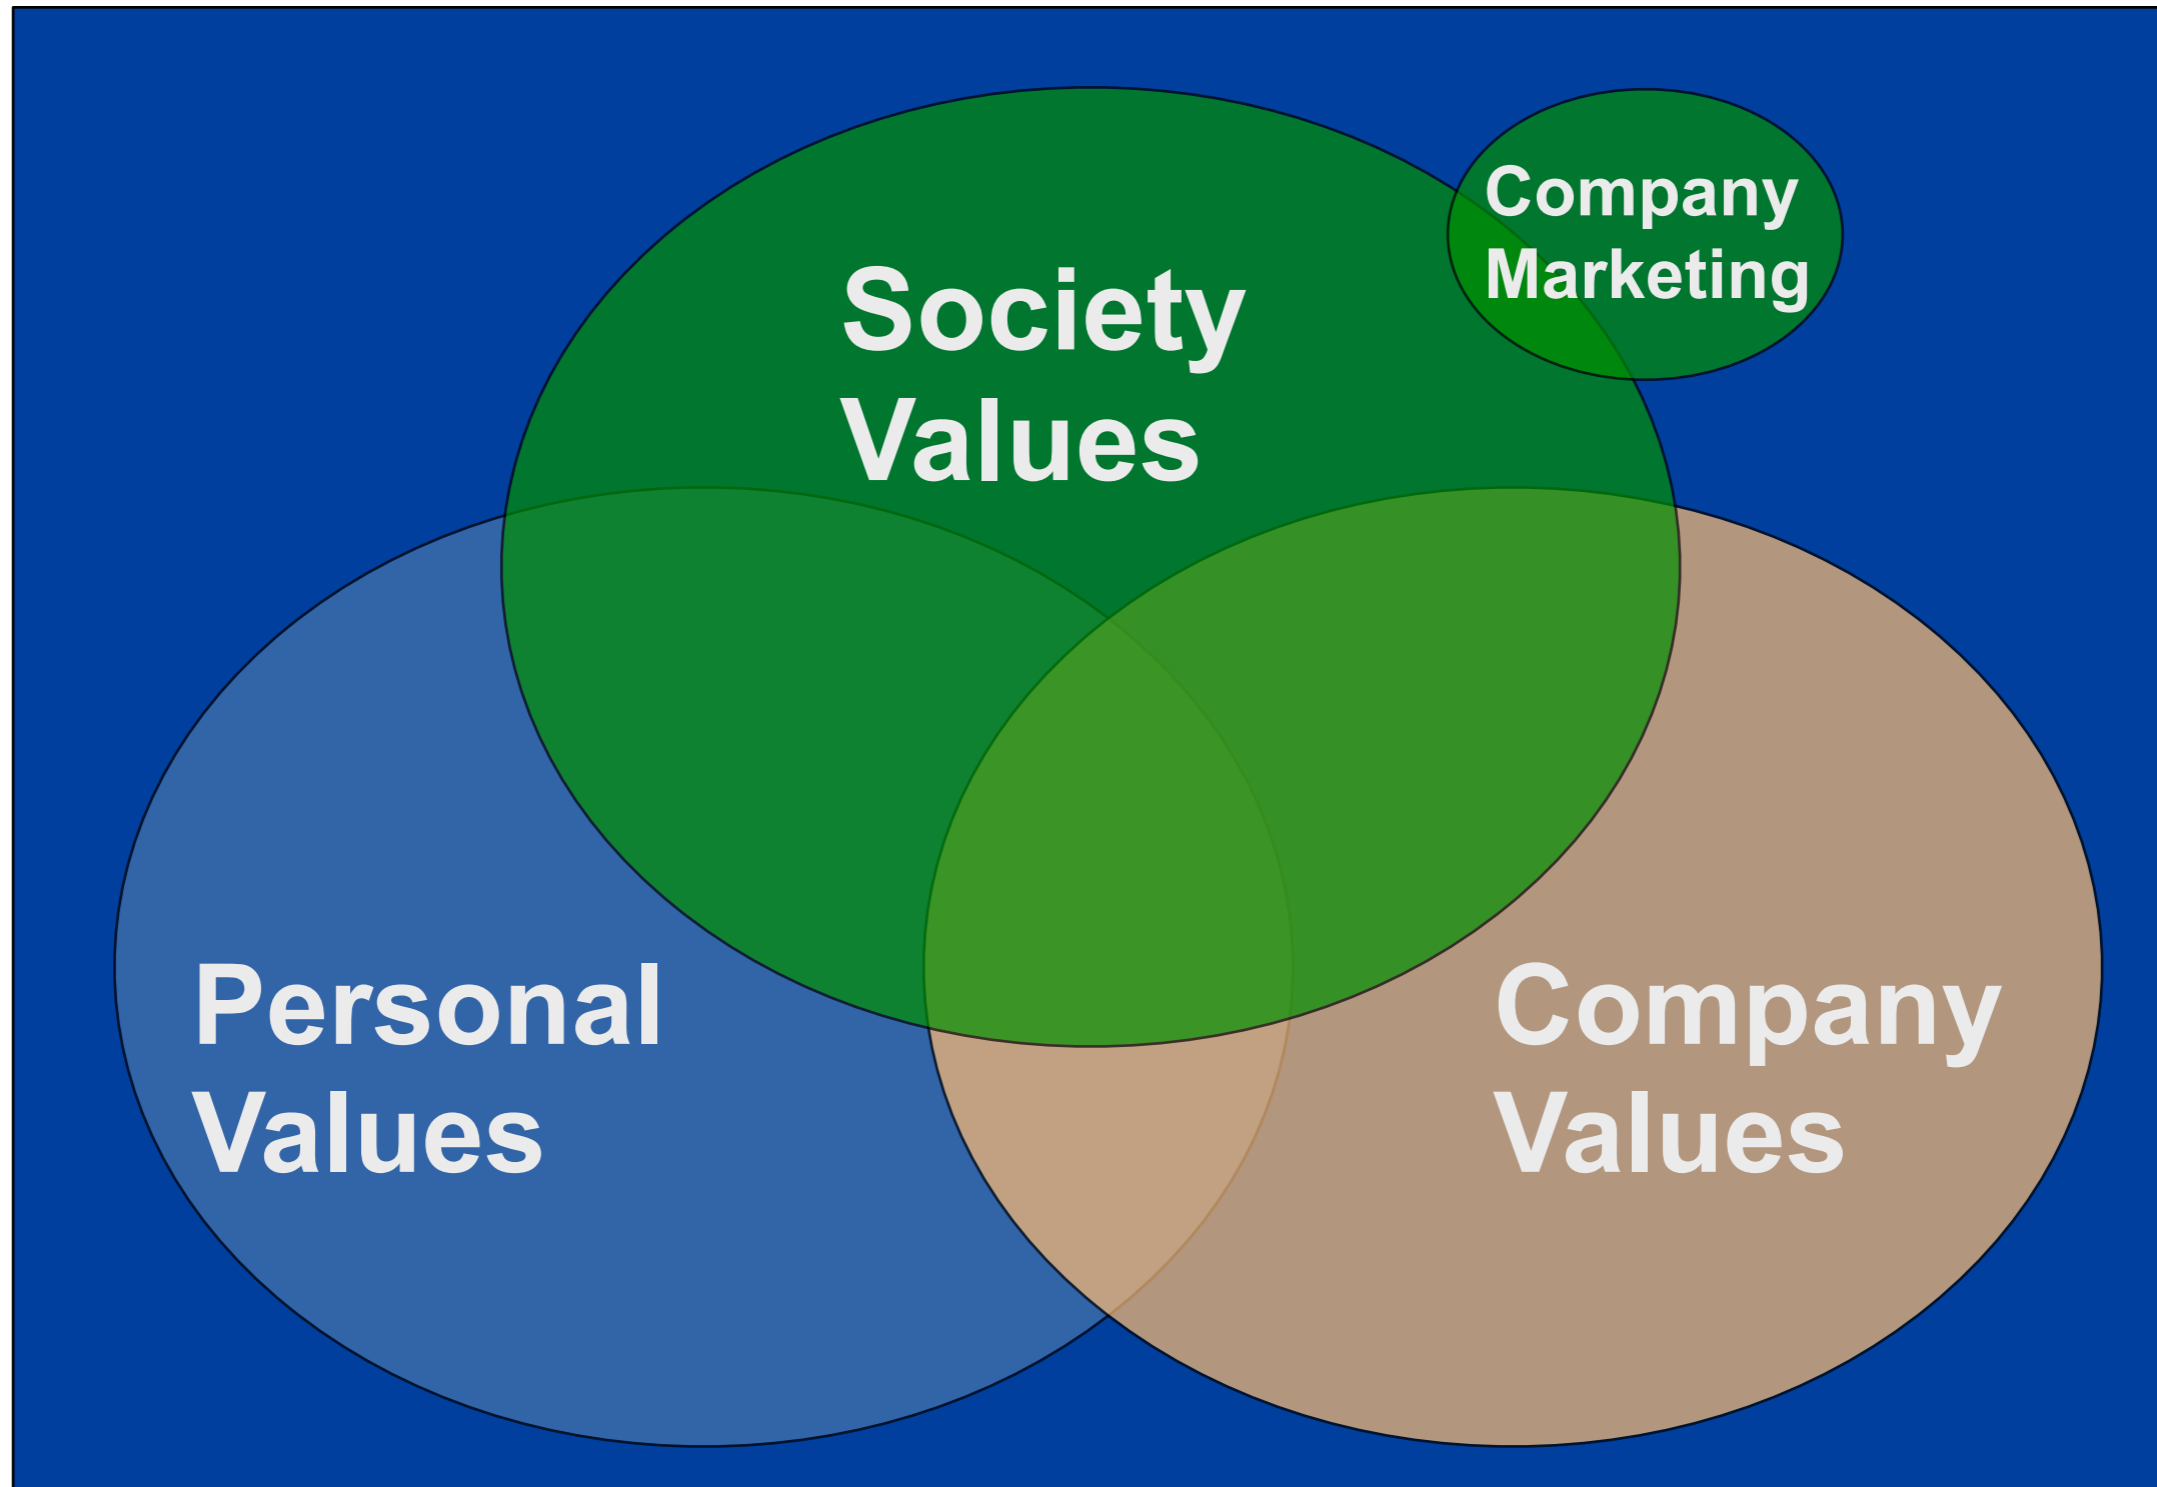 Company
Marketing
Society
Values
Personal
Values
Company
Values